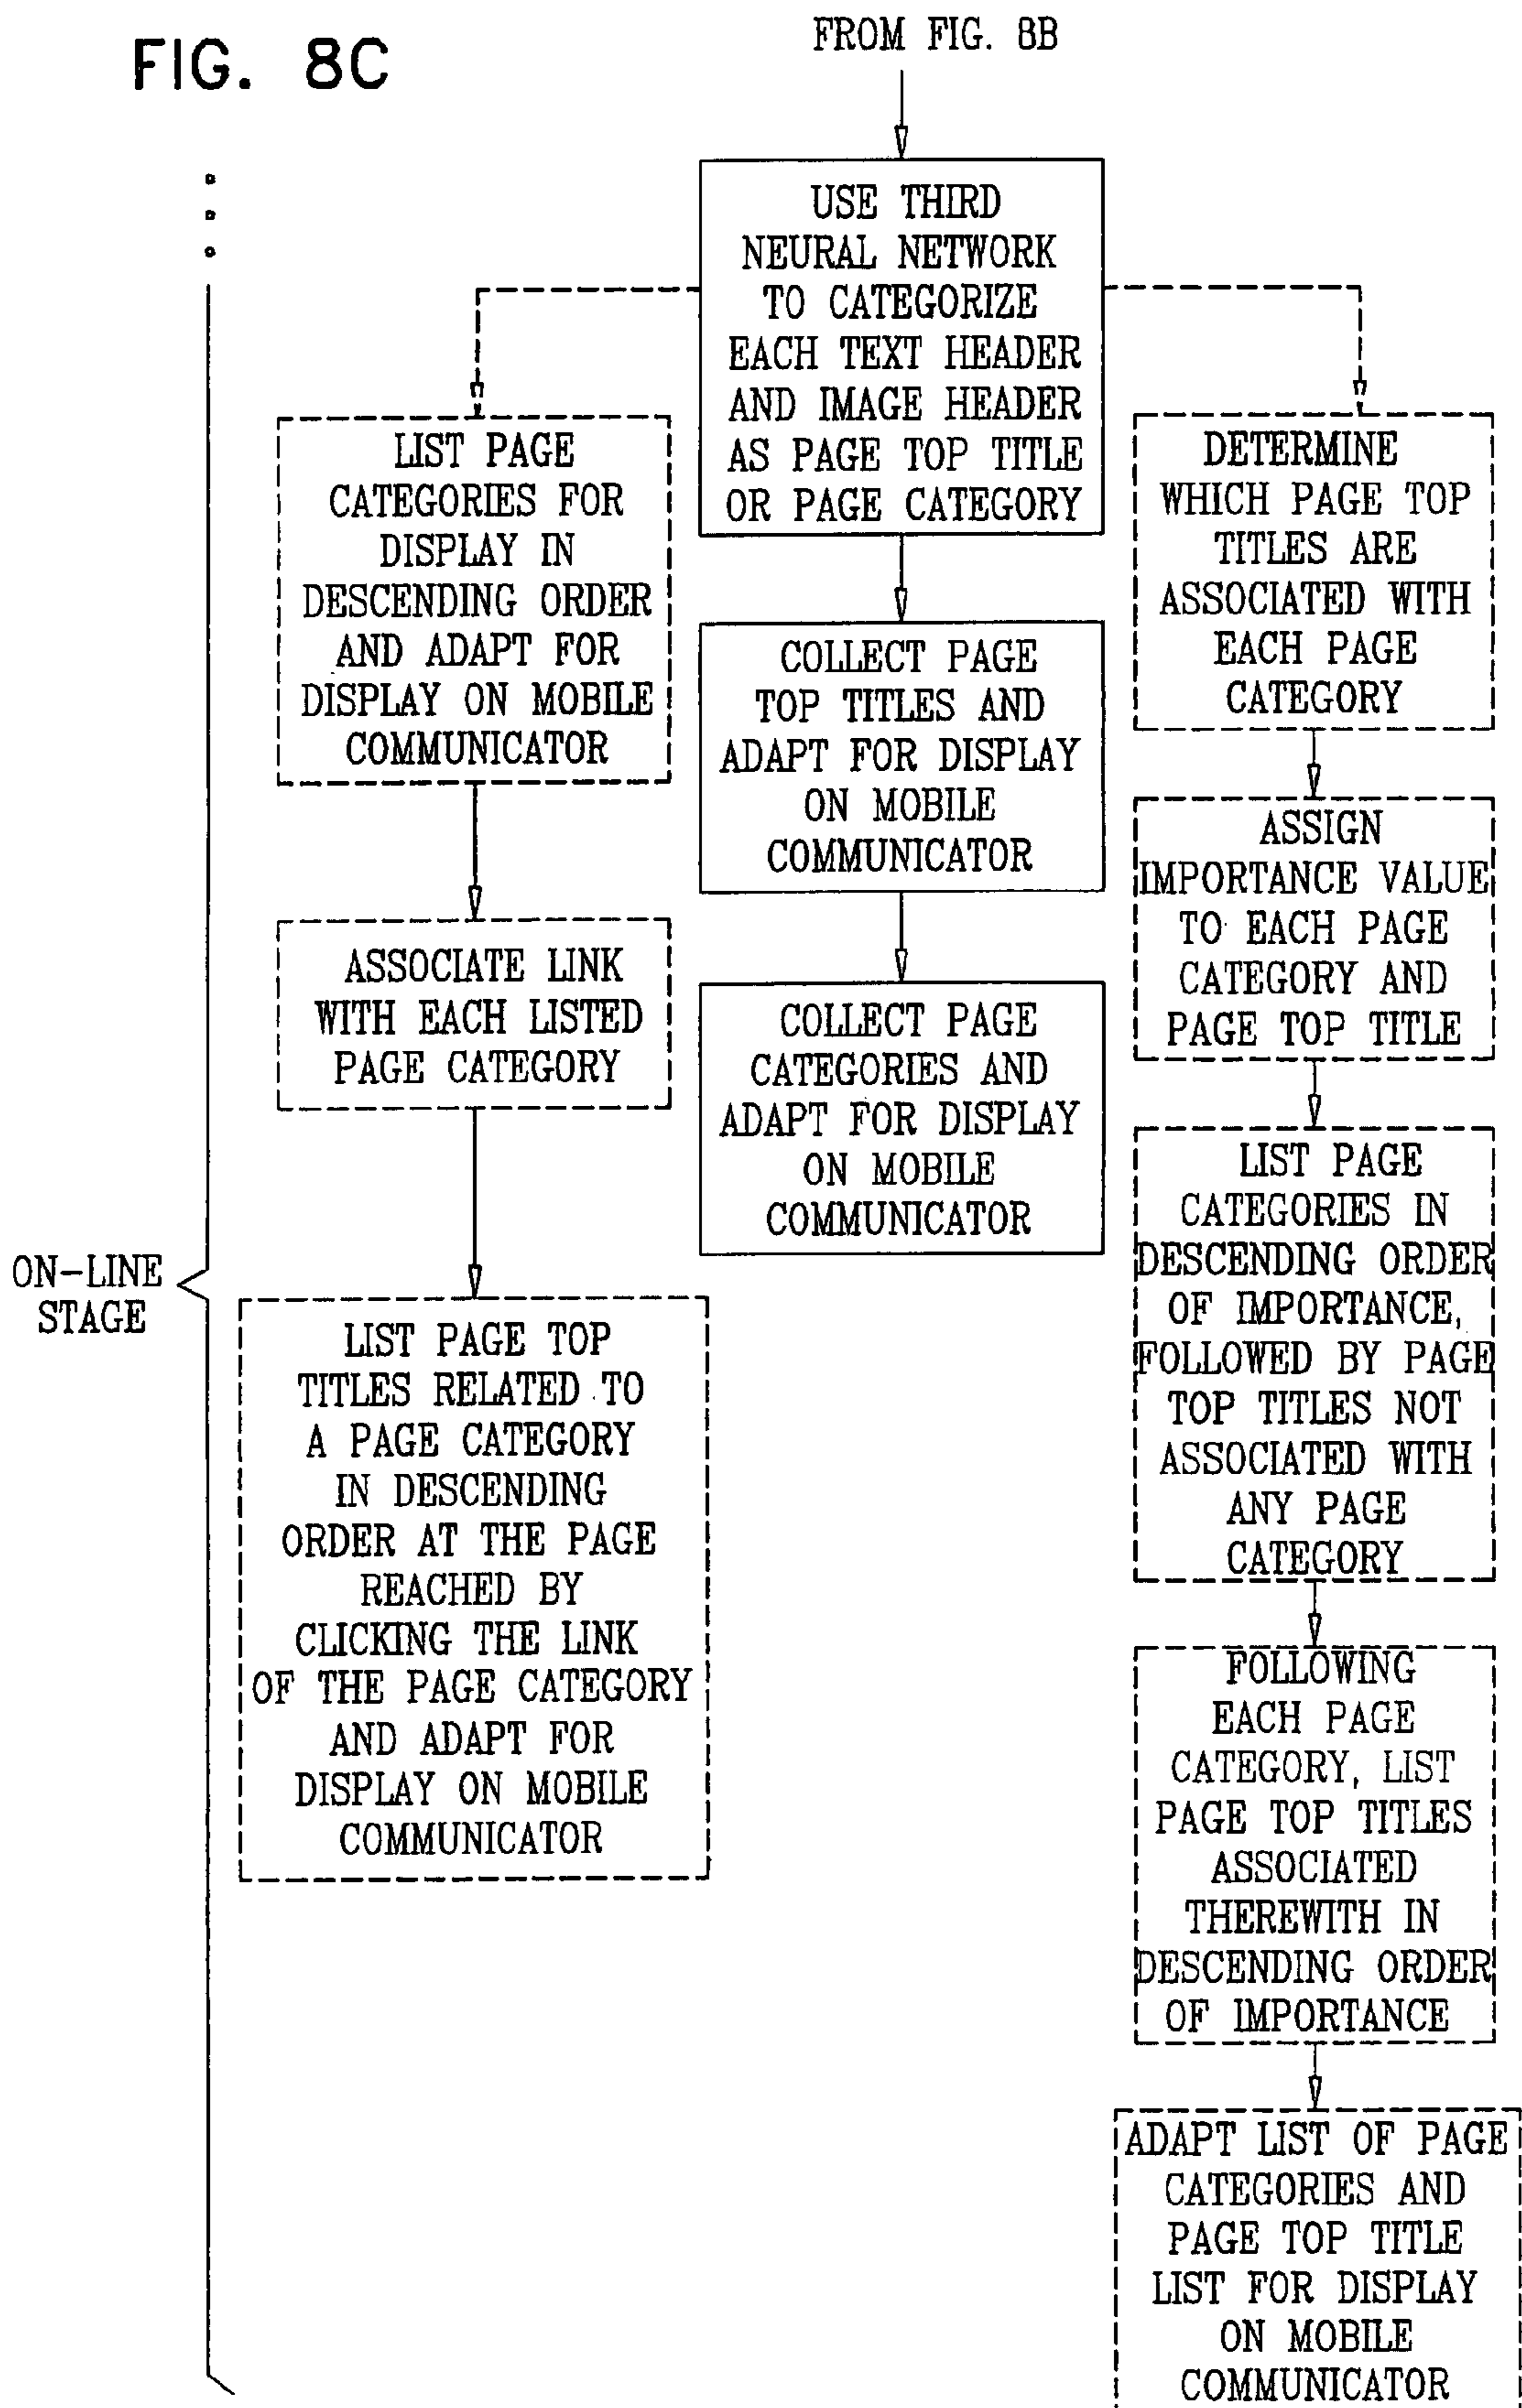 FIG. 8C
FROM FIG. 8B
USE THIRD
NEURAL NETWORK
TO CATEGORIZE
EACH TEXT HEADER
AND IMAGE HEADER
AS PAGE TOP TITLE
OR PAGE CATEGORY
LIST PAGE
CATEGORIES FOR
DISPLAY IN
DESCENDING ORDER
AND ADAPT FOR
DISPLAY ON MOBILE
COMMUNICATOR
ASSOCIATE LINK
WITH EACH LISTED
PAGE CATEGORY
LIST PAGE TOP
TITLES RELATED TO
A PAGE CATEGORY
IN DESCENDING
ORDER AT THE PAGE
REACHED BY
CLICKING THE LINK
OF THE PAGE CATEGORY
AND ADAPT FOR
DISPLAY ON MOBILE
COMMUNICATOR
COLLECT PAGE
TOP TITLES AND
ADAPT FOR DISPLAY
ON MOBILE
COMMUNICATOR
COLLECT PAGE
CATEGORIES AND
ADAPT FOR DISPLAY
ON MOBILE
COMMUNICATOR
DETERMINE
WHICH PAGE TOP
TITLES ARE
ASSOCIATED WITH
EACH PAGE
CATEGORY
ASSIGN
IMPORTANCE VALUE
TO EACH PAGE
CATEGORY AND
PAGE TOP TITLE
LIST PAGE
CATEGORIES IN
DESCENDING ORDER
OF IMPORTANCE,
FOLLOWED BY PAGE
TOP TITLES NOT
ASSOCIATED WITH
ANY PAGE
CATEGORY
FOLLOWING
EACH PAGE
CATEGORY, LIST
PAGE TOP TITLES
ASSOCIATED
THEREWITH IN
DESCENDING ORDER
OF IMPORTANCE
ADAPT LIST OF PAGE
CATEGORIES AND
PAGE TOP TITLE
LIST FOR DISPLAY
ON MOBILE
COMMUNICATOR
ON-LINE
STAGE